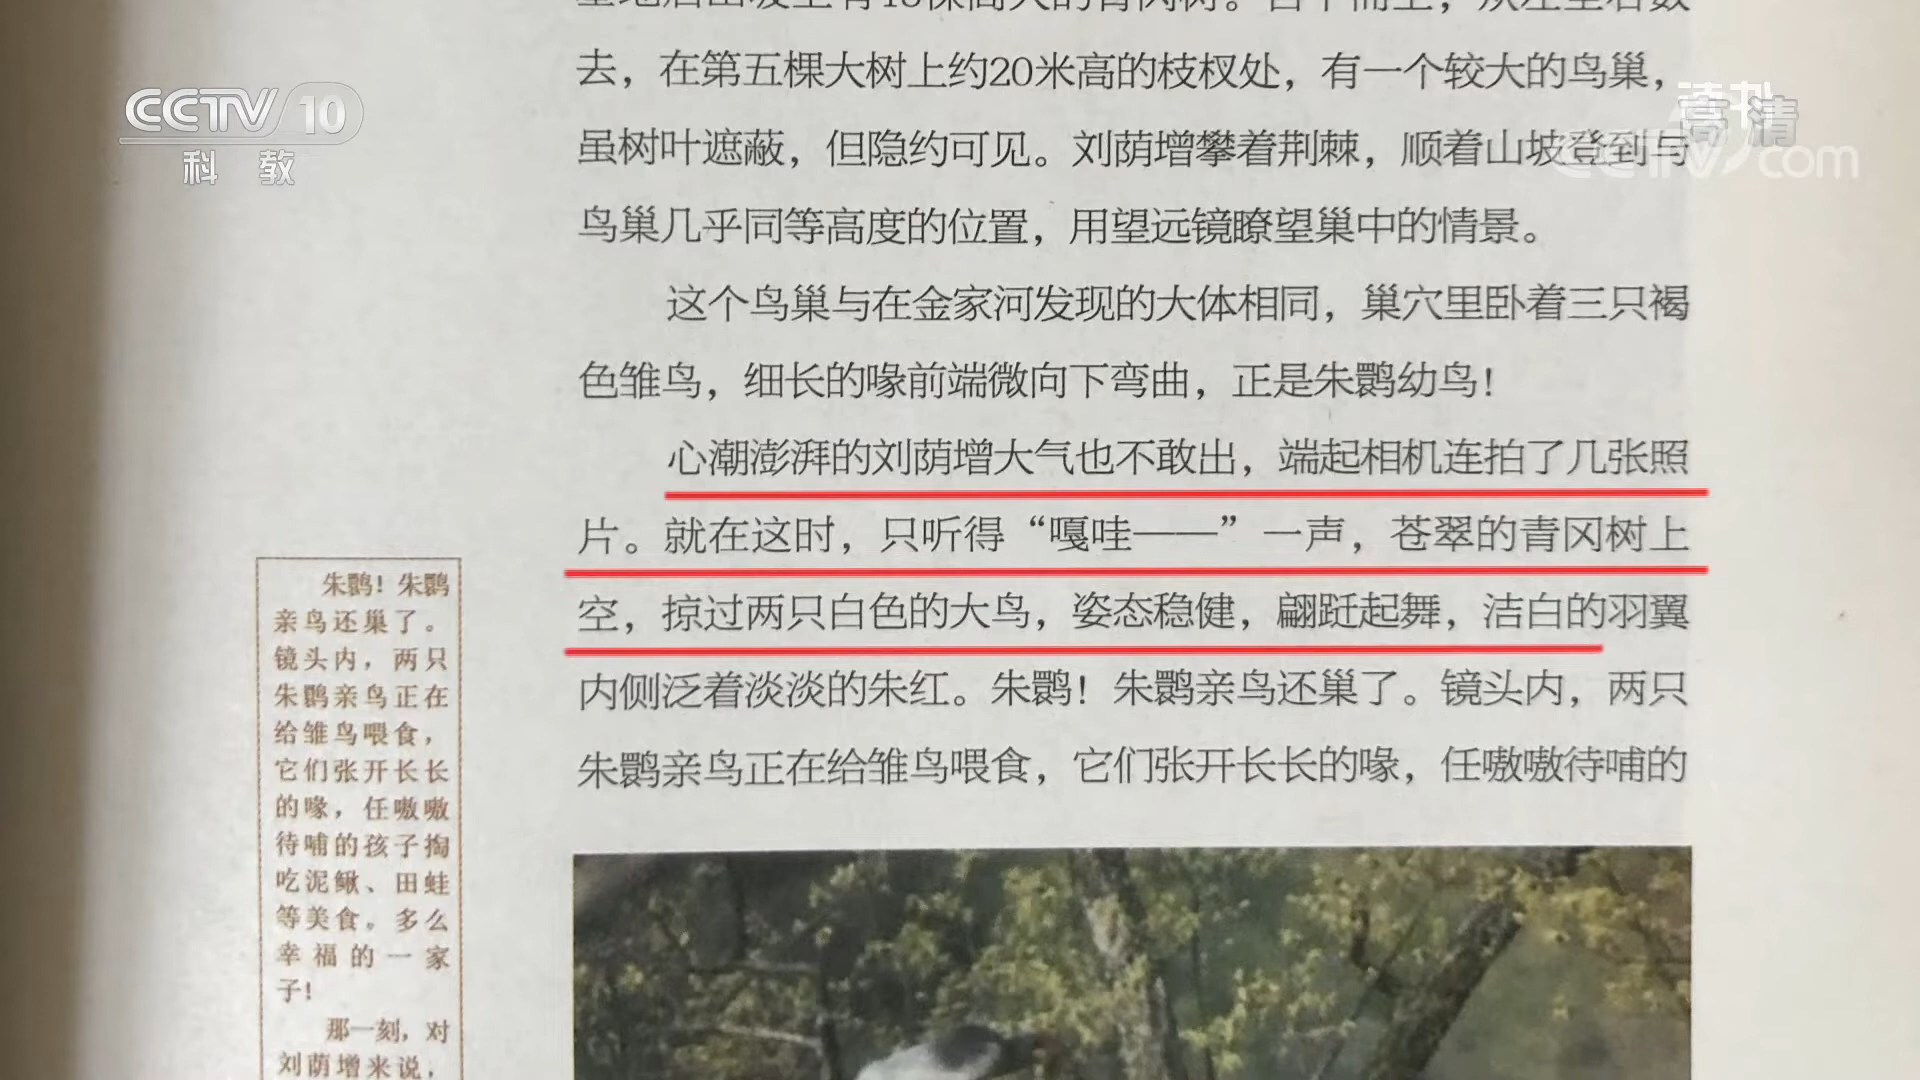 CCTV 10
科教
读书
高清
CCTV.com
去，在第五棵大树上约20米高的枝杈处，有一个较大的鸟巢，
虽树叶遮蔽，但隐约可见。刘荫增攀着荆棘，顺着山坡登到与
鸟巢几乎同等高度的位置，用望远镜瞭望巢中的情景。
这个鸟巢与在金家河发现的大体相同，巢穴里卧着三只褐
色雏鸟，细长的喙前端微向下弯曲，正是朱鹮幼鸟！
心潮澎湃的刘荫增大气也不敢出，端起相机连拍了几张照
片。就在这时，只听得“嘎哇——”一声，苍翠的青冈树上
空，掠过两只白色的大鸟，姿态稳健，翩跹起舞，洁白的羽翼
内侧泛着淡淡的朱红。朱鹮！朱鹮亲鸟还巢了。镜头内，两只
朱鹮亲鸟正在给雏鸟喂食，它们张开长长的喙，任嗷嗷待哺的
朱鹮！朱鹮
亲鸟还巢了。
镜头内，两只
朱鹮亲鸟正在
给雏鸟喂食，
它们张开长长
的喙，任嗷嗷
待哺的孩子掏
吃泥鳅、田蛙
等美食。多么
幸福的一家
子！
那一刻，对
刘荫增来说，